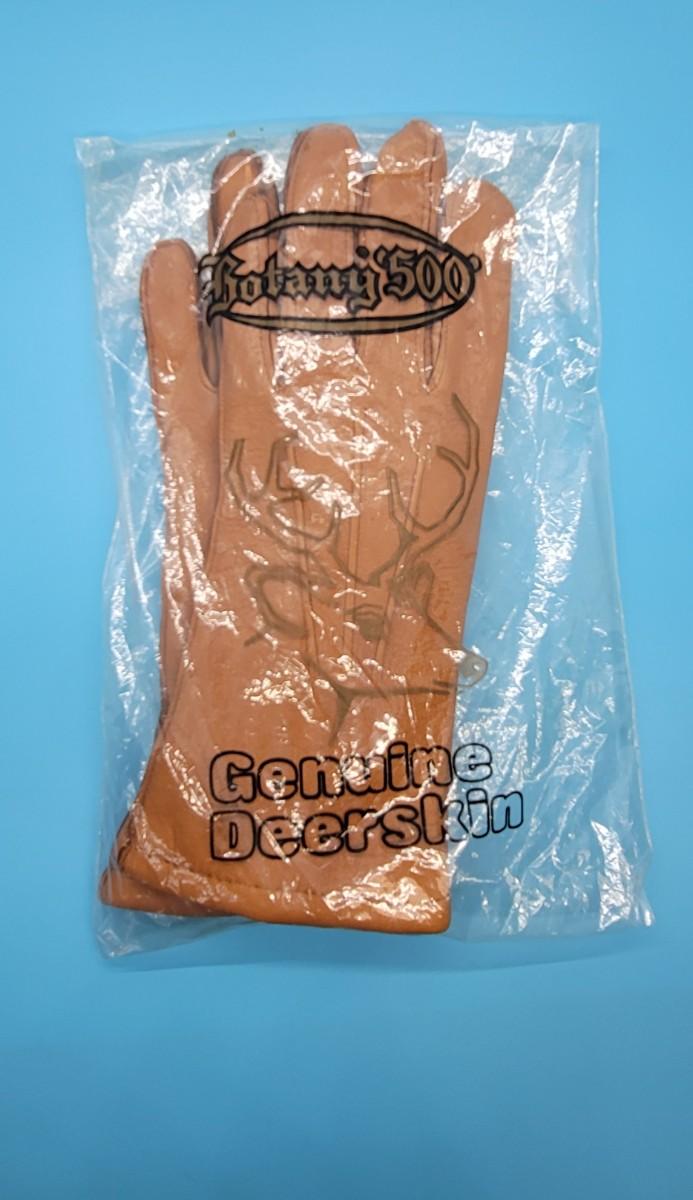 Botany '500'
Genuine
Deerskin